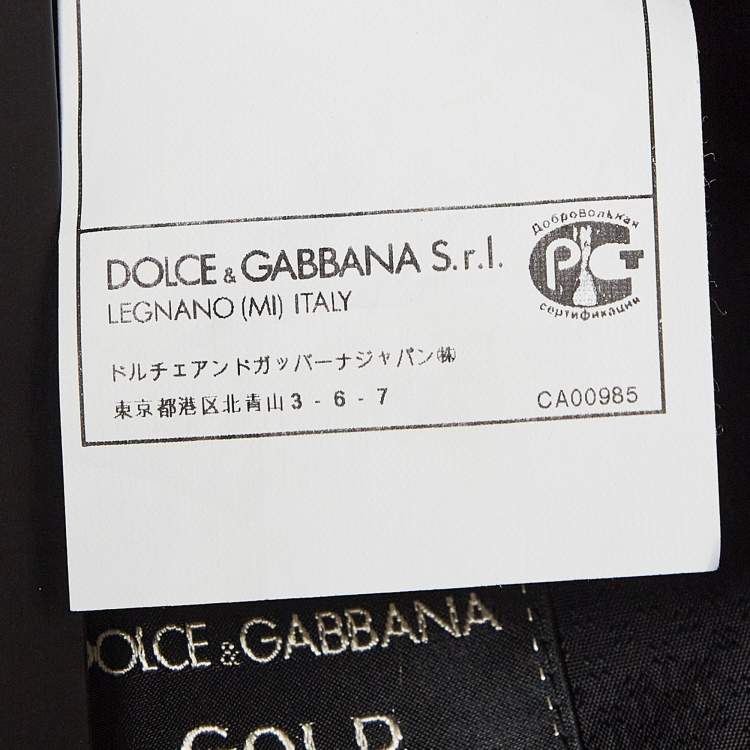 Добровольная
PCT
сертификации
DOLCE & GABBANA S.r.l.
LEGNANO (MI) ITALY
ドルチェアンドガッバーナジャパン㈱
東京都港区北青山3-6-7
CA00985
DOLCE & GABBANA
GOLD